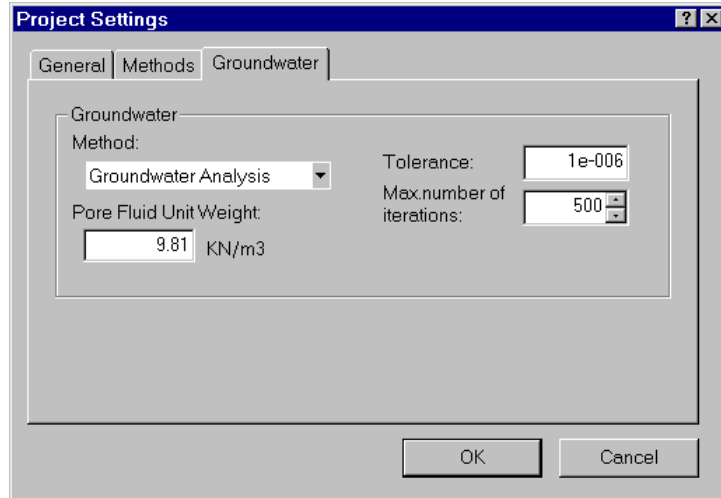 Project Settings
General Methods Groundwater
Groundwater
Method:
Groundwater Analysis
Pore Fluid Unit Weight:
9.81 KN/m3
Tolerance: 1e-006
Max.number of
iterations: 500
OK Cancel